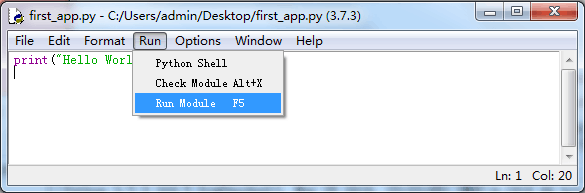 first_app.py - C:/Users/admin/Desktop/first_app.py (3.7.3)
File Edit Format Run Options Window Help
print("Hello Worl
Python Shell
Check Module Alt+X
Run Module F5
Ln: 1 Col: 20